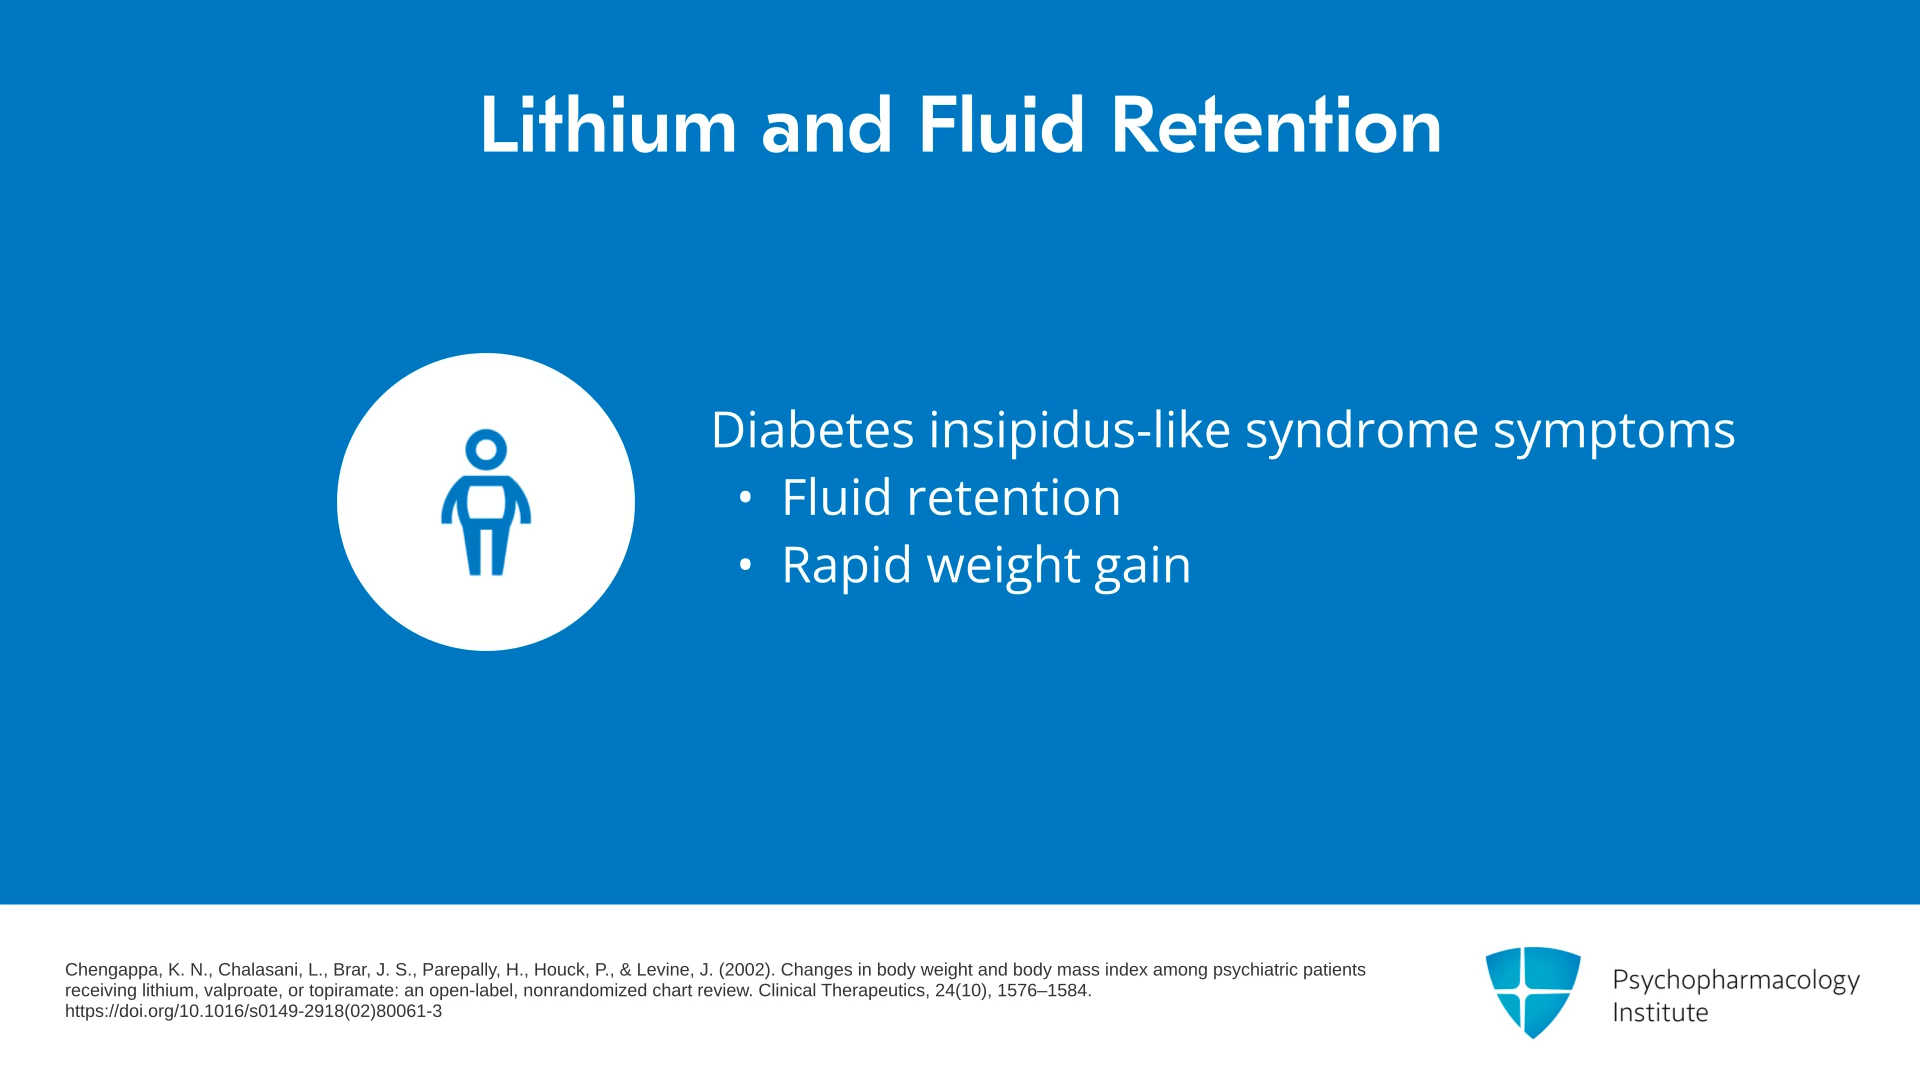 Lithium and Fluid Retention
Diabetes insipidus-like syndrome symptoms
• Fluid retention
• Rapid weight gain
Chengappa, K. N., Chalasani, L., Brar, J. S., Parepally, H., Houck, P., & Levine, J. (2002). Changes in body weight and body mass index among psychiatric patients
receiving lithium, valproate, or topiramate: an open-label, nonrandomized chart review. Clinical Therapeutics, 24(10), 1576–1584.
https://doi.org/10.1016/s0149-2918(02)80061-3
Psychopharmacology
Institute